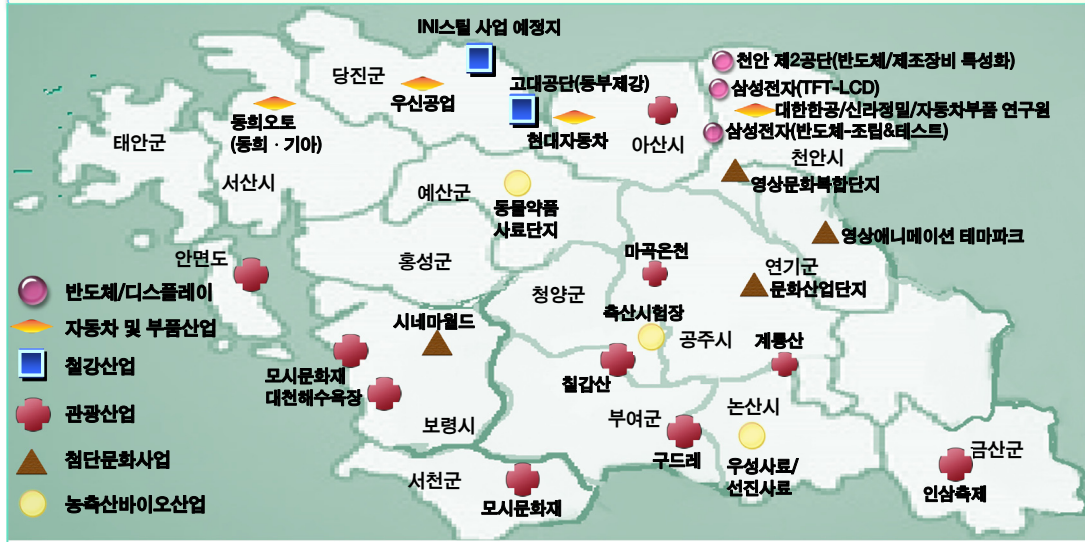 INI스틸 사업 예정지
당진군
우신공업
고대공단(동부제강)
천안 제2공단(반도체/제조장비 특성화)
삼성전자(TFT-LCD)
대한한공/신라정밀/자동차부품 연구원
삼성전자(반도체-조립&테스트)
동희오토
(동희·기아)
현대자동차
아산시
천안시
태안군
서산시
예산군
동물약품
사료단지
영상문화복합단지
영상애니메이션 테마파크
안면도
홍성군
마곡온천
연기군
문화산업단지
청양군
축산시험장
공주시
계룡산
시네마월드
반도체/디스플레이
자동차 및 부품산업
철강산업
관광산업
첨단문화사업
농축산바이오산업
모시문화재
대천해수욕장
칠갑산
보령시
부여군
구드레
논산시
우성사료/
선진사료
서천군
모시문화재
금산군
인삼축제